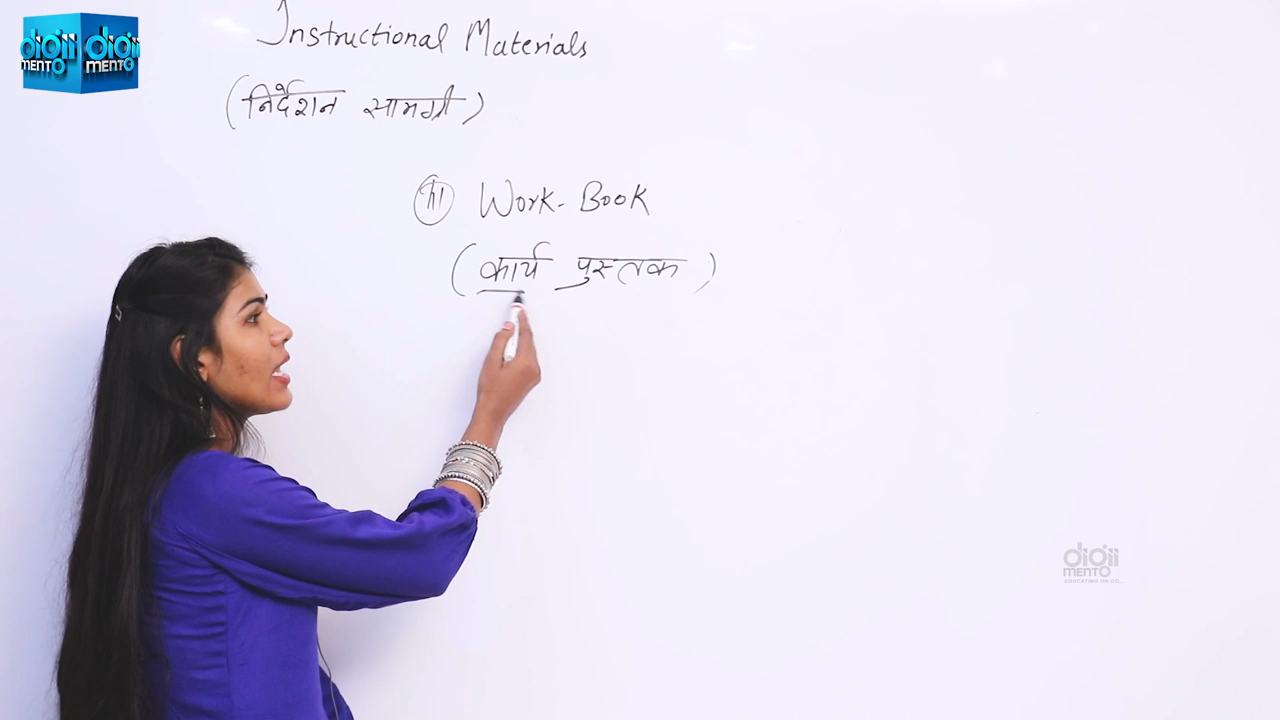 digii digii
MENTO MENTO
Instructional Materials
(निर्देशन सामग्री)
Work-Book
(कार्य पुस्तक)
digii
MENTO